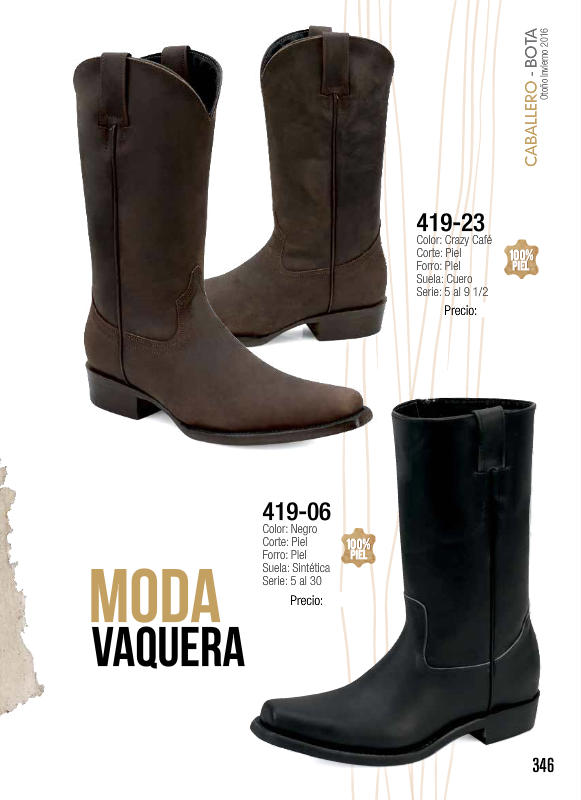 CABALLERO - BOTA
Otoño Invierno 2016
419-23
Color: Crazy Café
Corte: Piel
Forro: Piel
Suela: Cuero
Serie: 5 al 9 1/2
Precio:
100%
PIEL
419-06
Color: Negro
Corte: Piel
Forro: Piel
Suela: Sintética
Serie: 5 al 30
Precio:
100%
PIEL
MODA
VAQUERA
346